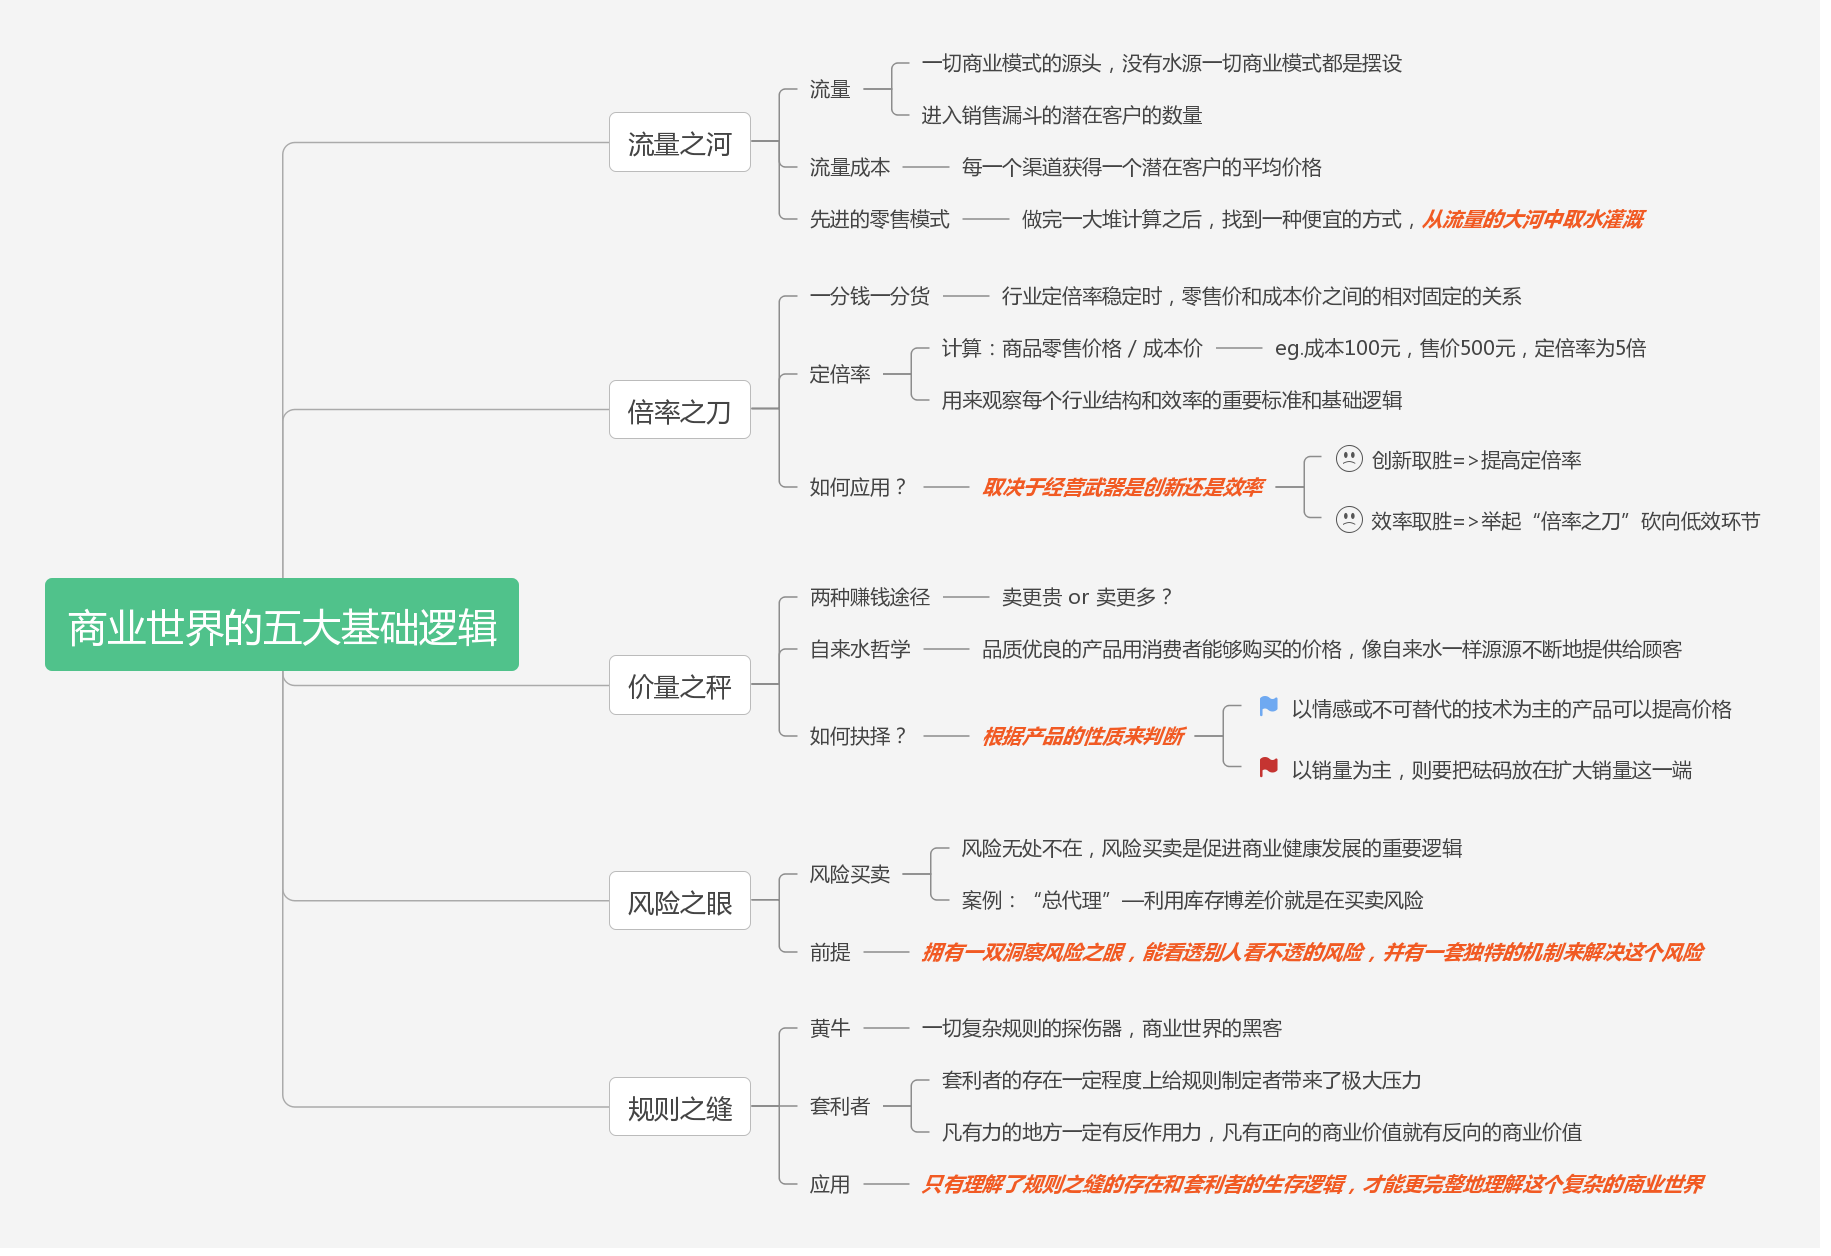 商业世界的五大基础逻辑
流量之河
流量
一切商业模式的源头，没有水源一切商业模式都是摆设
进入销售漏斗的潜在客户的数量
流量成本
每一个渠道获得一个潜在客户的平均价格
先进的零售模式
做完一大堆计算之后，找到一种便宜的方式，从流量的大河中取水灌溉
倍率之刀
一分钱一分货
行业定倍率稳定时，零售价和成本价之间的相对固定的关系
定倍率
计算：商品零售价格 / 成本价
eg.成本100元，售价500元，定倍率为5倍
用来观察每个行业结构和效率的重要标准和基础逻辑
如何应用？
取决于经营武器是创新还是效率
创新取胜=>提高定倍率
效率取胜=>举起“倍率之刀”砍向低效环节
价量之秤
两种赚钱途径
卖更贵 or 卖更多？
自来水哲学
品质优良的产品用消费者能够购买的价格，像自来水一样源源不断地提供给顾客
如何抉择？
根据产品的性质来判断
以情感或不可替代的技术为主的产品可以提高价格
以销量为主，则要把砝码放在扩大销量这一端
风险之眼
风险买卖
风险无处不在，风险买卖是促进商业健康发展的重要逻辑
案例：“总代理”—利用库存博差价就是在买卖风险
前提
拥有一双洞察风险之眼，能看透别人看不透的风险，并有一套独特的机制来解决这个风险
规则之缝
黄牛
一切复杂规则的探伤器，商业世界的黑客
套利者
套利者的存在一定程度上给规则制定者带来了极大压力
凡有力的地方一定有反作用力，凡有正向的商业价值就有反向的商业价值
应用
只有理解了规则之缝的存在和套利者的生存逻辑，才能更完整地理解这个复杂的商业世界